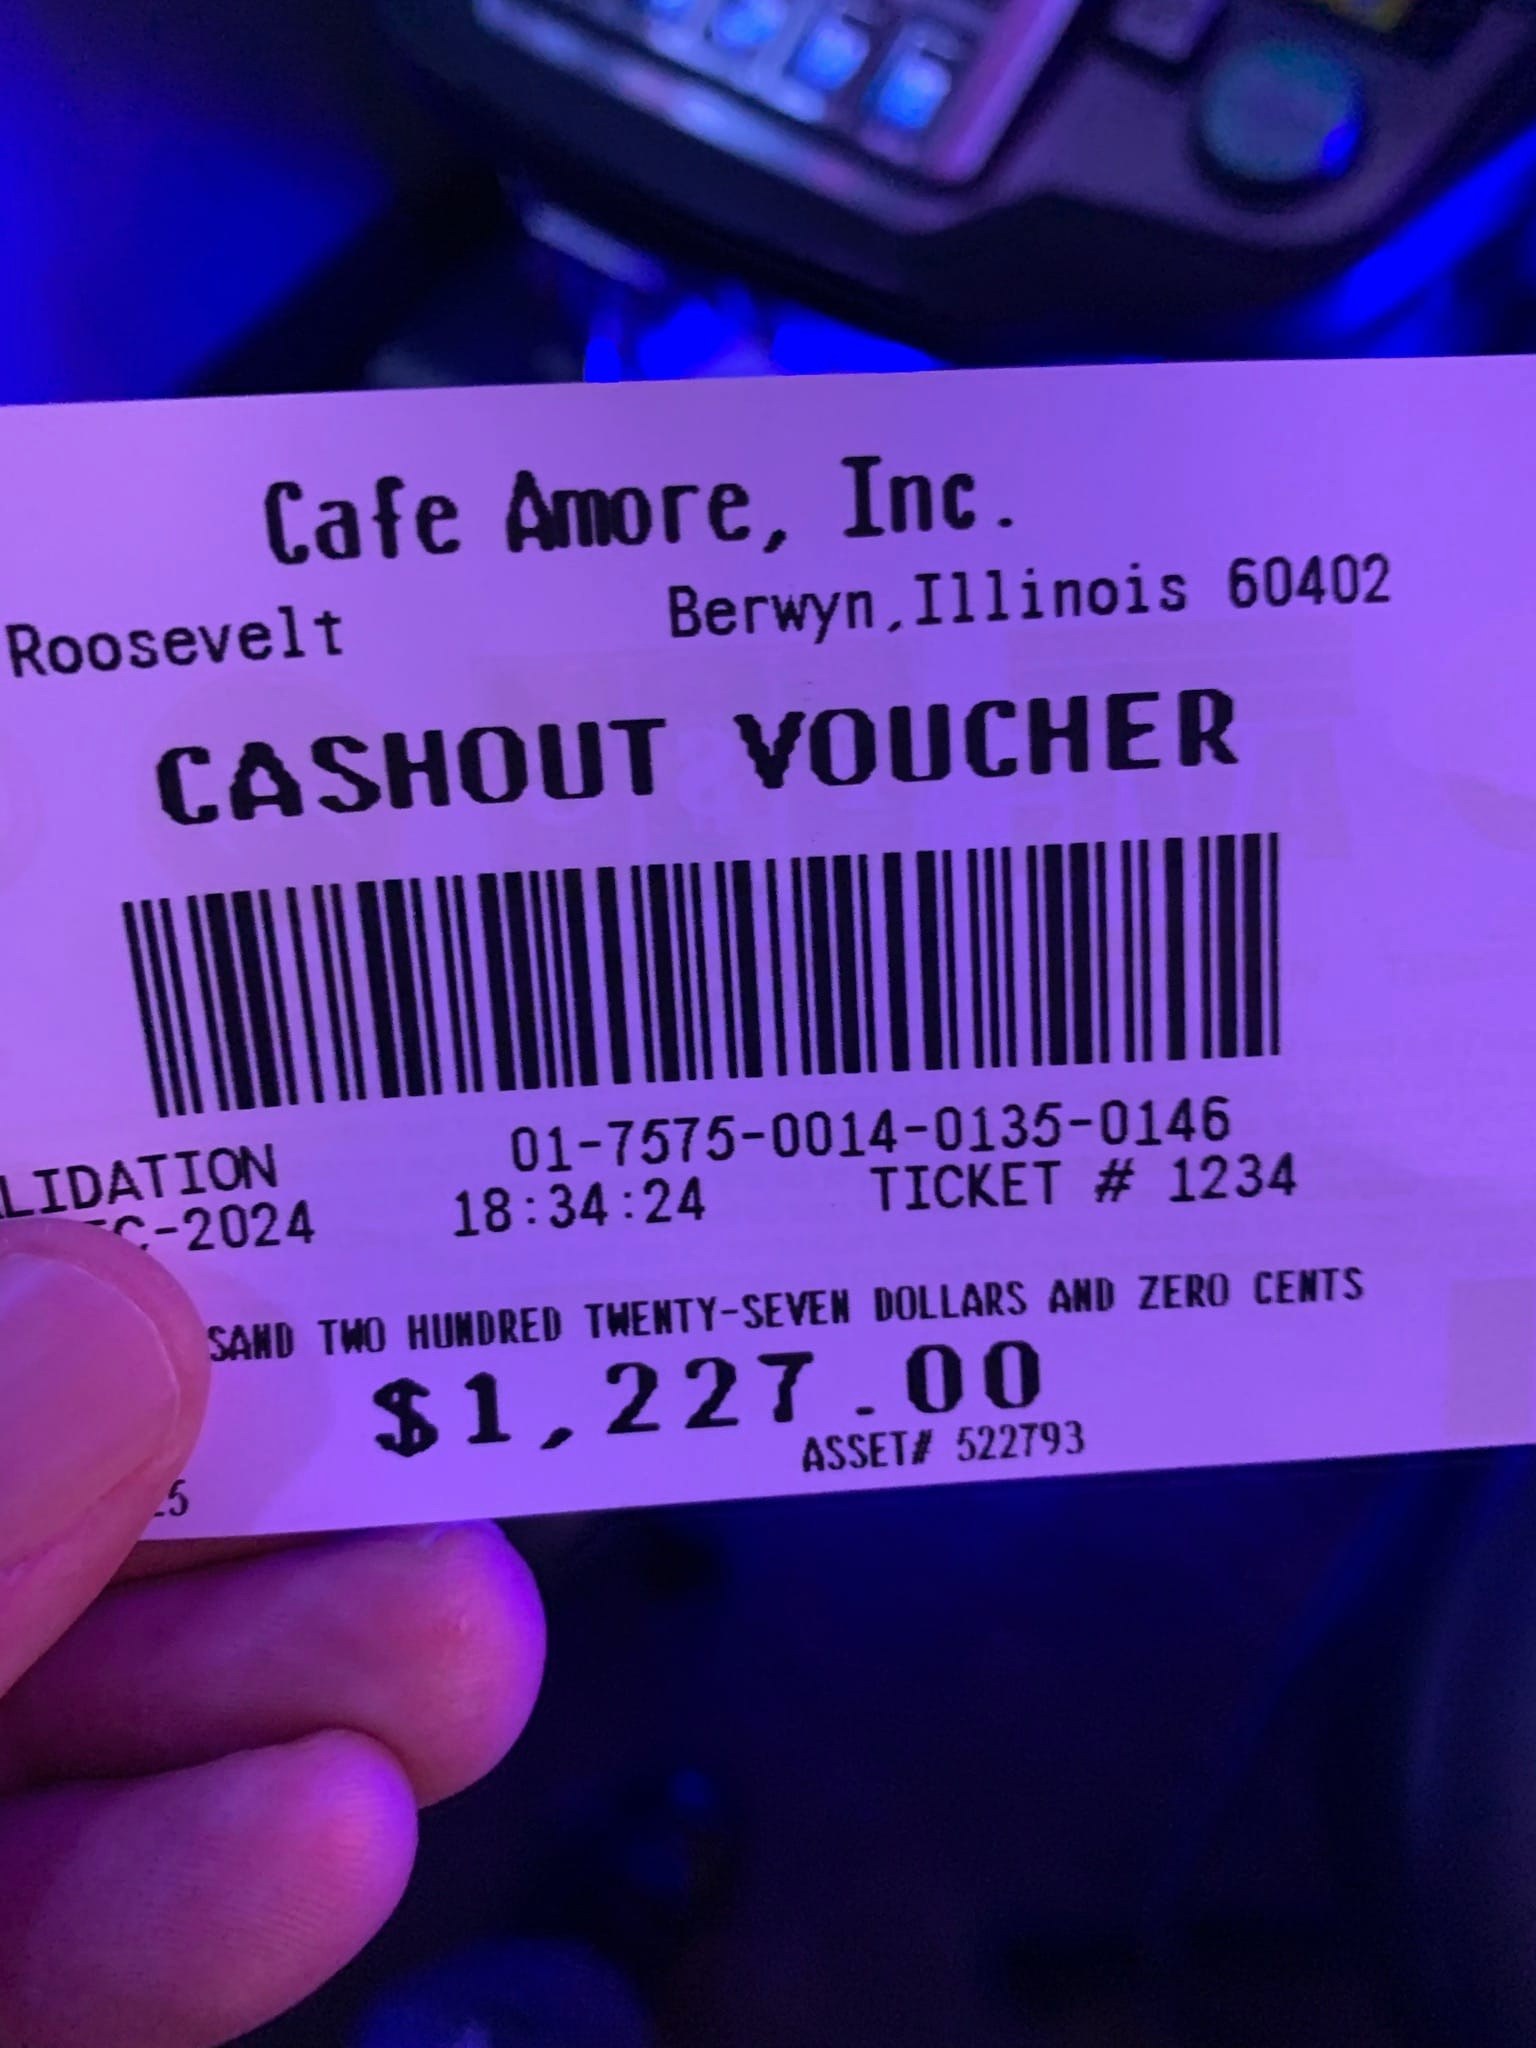 Cafe Amore, Inc.
Roosevelt Berwyn,Illinois 60402
CASHOUT VOUCHER
LIDATION 01-7575-0014-0135-0146
C-2024 18:34:24 TICKET # 1234
SAND TWO HUNDRED TWENTY-SEVEN DOLLARS AND ZERO CENTS
$1,227.00
5 ASSET# 522793